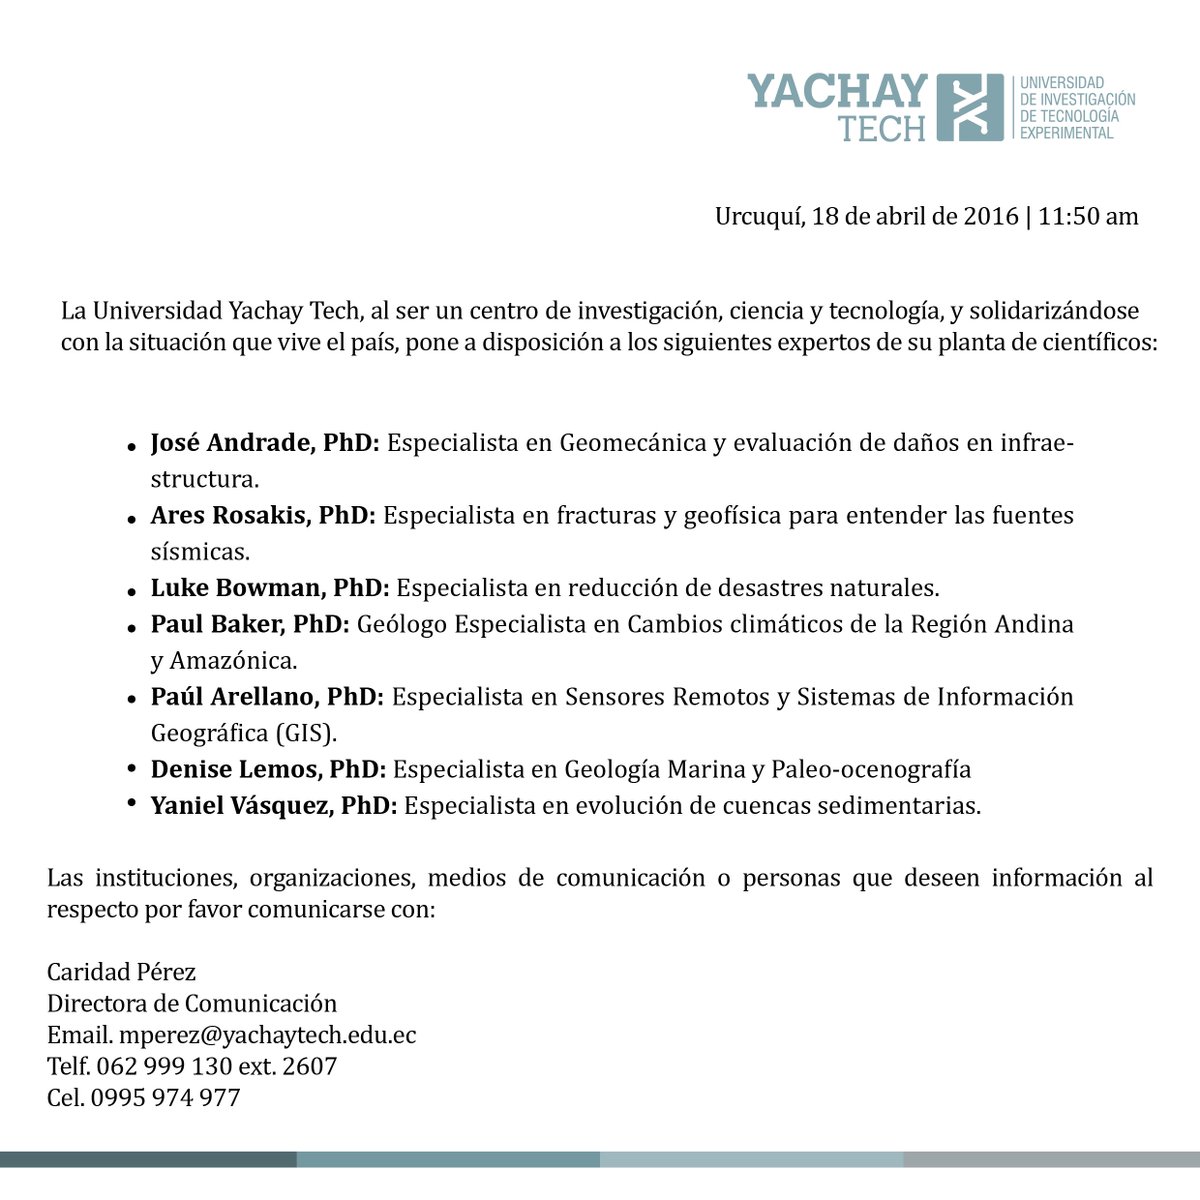 YACHAY
TECH
UNIVERSIDAD
DE INVESTIGACIÓN
DE TECNOLOGÍA
EXPERIMENTAL
Urcuquí, 18 de abril de 2016 | 11:50 am
La Universidad Yachay Tech, al ser un centro de investigación, ciencia y tecnología, y solidarizándose
con la situación que vive el país, pone a disposición a los siguientes expertos de su planta de científicos:
• José Andrade, PhD: Especialista en Geomecánica y evaluación de daños en infrae-
structura.
• Ares Rosakis, PhD: Especialista en fracturas y geofísica para entender las fuentes
sísmicas.
• Luke Bowman, PhD: Especialista en reducción de desastres naturales.
• Paul Baker, PhD: Geólogo Especialista en Cambios climáticos de la Región Andina
y Amazónica.
• Paúl Arellano, PhD: Especialista en Sensores Remotos y Sistemas de Información
Geográfica (GIS).
• Denise Lemos, PhD: Especialista en Geología Marina y Paleo-ocenografía
• Yaniel Vásquez, PhD: Especialista en evolución de cuencas sedimentarias.
Las instituciones, organizaciones, medios de comunicación o personas que deseen información al
respecto por favor comunicarse con:
Caridad Pérez
Directora de Comunicación
Email. mperez@yachaytech.edu.ec
Telf. 062 999 130 ext. 2607
Cel. 0995 974 977